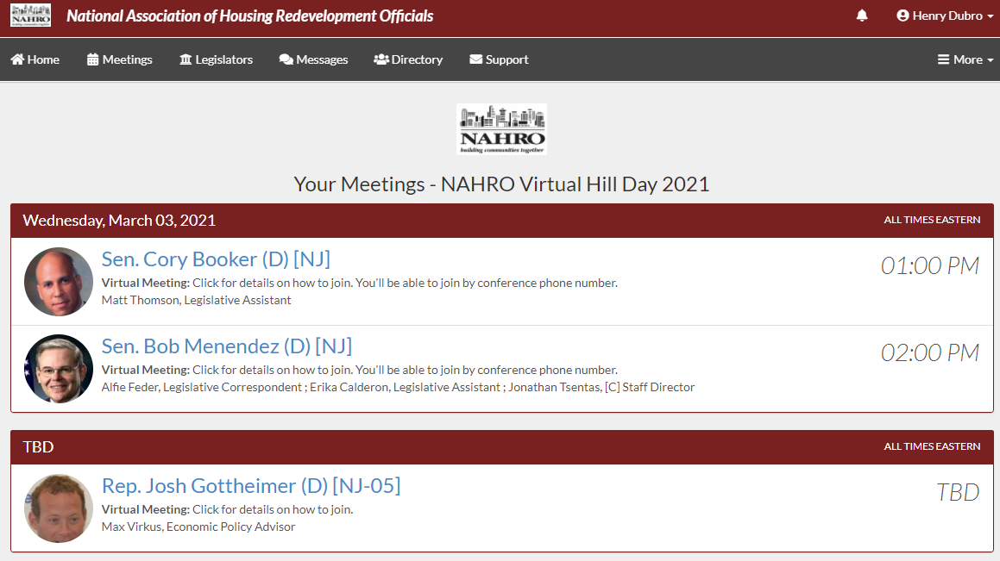 NAHRO
building communities together
National Association of Housing Redevelopment Officials
Henry Dubro
Home
Meetings
Legislators
Messages
Directory
Support
More
NAHRO
building communities together
Your Meetings - NAHRO Virtual Hill Day 2021
Wednesday, March 03, 2021
ALL TIMES EASTERN
Sen. Cory Booker (D) [NJ]
01:00 PM
Virtual Meeting: Click for details on how to join. You'll be able to join by conference phone number.
Matt Thomson, Legislative Assistant
Sen. Bob Menendez (D) [NJ]
02:00 PM
Virtual Meeting: Click for details on how to join. You'll be able to join by conference phone number.
Alfie Feder, Legislative Correspondent ; Erika Calderon, Legislative Assistant ; Jonathan Tsentas, [C] Staff Director
TBD
ALL TIMES EASTERN
Rep. Josh Gottheimer (D) [NJ-05]
TBD
Virtual Meeting: Click for details on how to join.
Max Virkus, Economic Policy Advisor